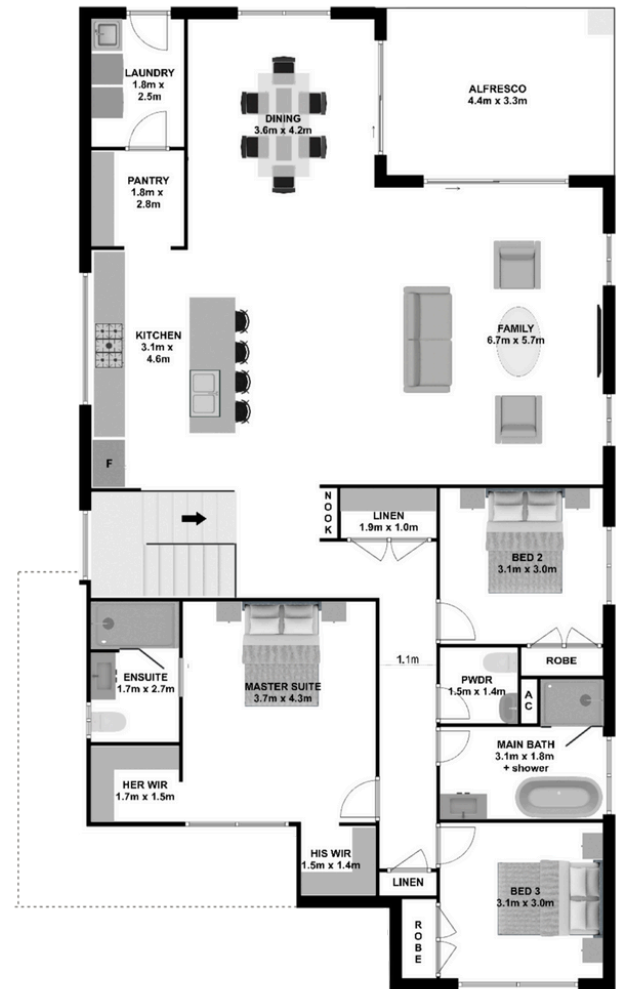 LAUNDRY
1.8m x
2.5m
DINING
3.6m x 4.2m
ALFRESCO
4.4m x 3.3m
PANTRY
1.8m x
2.8m
KITCHEN
3.1m x
4.6m
FAMILY
6.7m x 5.7m
F
NOOK
LINEN
1.9m x 1.0m
BED 2
3.1m x 3.0m
ROBE
1.1m
ENSUITE
1.7m x 2.7m
MASTER SUITE
3.7m x 4.3m
PWDR
1.5m x 1.4m
AC
MAIN BATH
3.1m x 1.8m
+ shower
HER WIR
1.7m x 1.5m
HIS WIR
1.5m x 1.4m
LINEN
BED 3
3.1m x 3.0m
ROBE